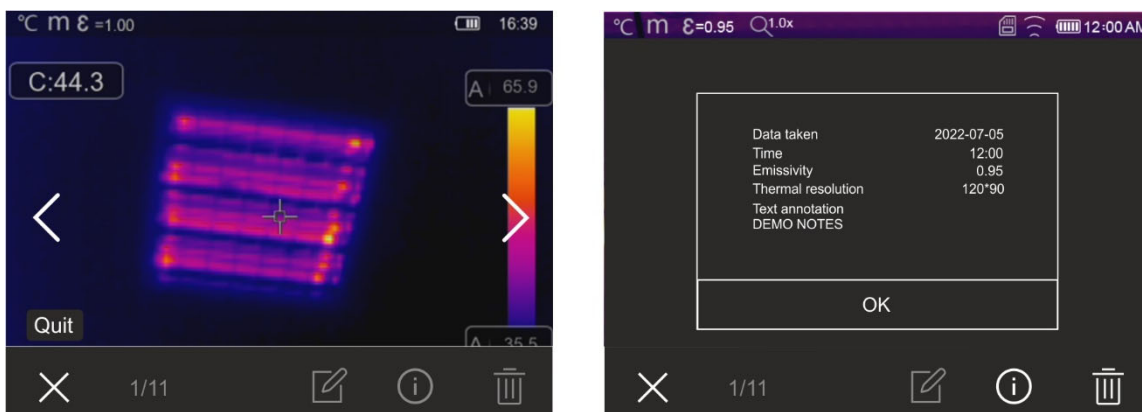 °C m ε =1.00 16:39
C:44.3
A 65.9
Quit
A 35.5
1/11
°C m ε=0.95 1.0x 12:00 AM
Data taken 2022-07-05
Time 12:00
Emissivity 0.95
Thermal resolution 120*90
Text annotation
DEMO NOTES
OK
1/11